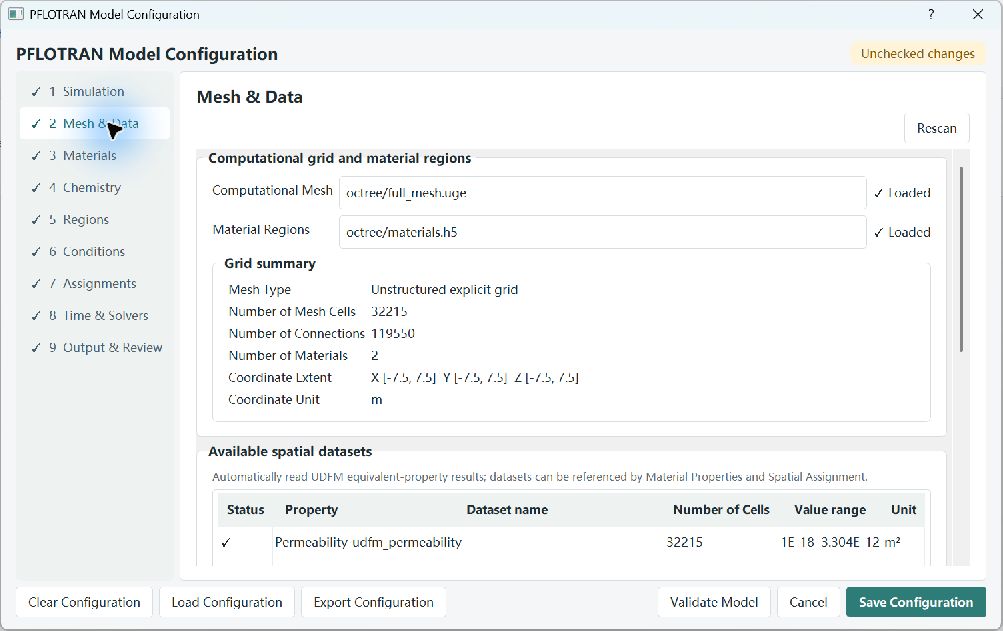 PFLOTRAN Model Configuration
?
PFLOTRAN Model Configuration
Unchecked changes
✓ 1 Simulation
✓ 2 Mesh & Data
✓ 3 Materials
✓ 4 Chemistry
✓ 5 Regions
✓ 6 Conditions
✓ 7 Assignments
✓ 8 Time & Solvers
✓ 9 Output & Review
Mesh & Data
Rescan
Computational grid and material regions
Computational Mesh octree/full_mesh.uge ✓ Loaded
Material Regions octree/materials.h5 ✓ Loaded
Grid summary
Mesh Type Unstructured explicit grid
Number of Mesh Cells 32215
Number of Connections 119550
Number of Materials 2
Coordinate Extent X [-7.5, 7.5] Y [-7.5, 7.5] Z [-7.5, 7.5]
Coordinate Unit m
Available spatial datasets
Automatically read UDFM equivalent-property results; datasets can be referenced by Material Properties and Spatial Assignment.
Status Property Dataset name Number of Cells Value range Unit
✓ Permeability udfm_permeability 32215 1E-18 3.304E-12 m²
Clear Configuration Load Configuration Export Configuration Validate Model Cancel Save Configuration